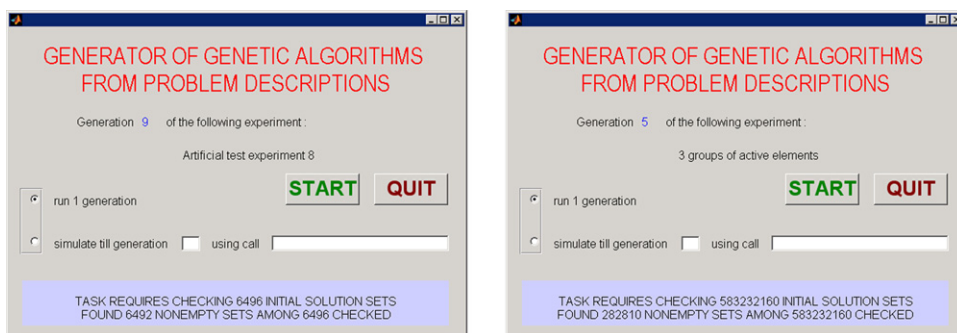 GENERATOR OF GENETIC ALGORITHMS
FROM PROBLEM DESCRIPTIONS
Generation 9 of the following experiment :
Artificial test experiment 8
START QUIT
run 1 generation
simulate till generation using call
TASK REQUIRES CHECKING 6496 INITIAL SOLUTION SETS
FOUND 6492 NONEMPTY SETS AMONG 6496 CHECKED
GENERATOR OF GENETIC ALGORITHMS
FROM PROBLEM DESCRIPTIONS
Generation 5 of the following experiment :
3 groups of active elements
START QUIT
run 1 generation
simulate till generation using call
TASK REQUIRES CHECKING 583232160 INITIAL SOLUTION SETS
FOUND 282810 NONEMPTY SETS AMONG 583232160 CHECKED